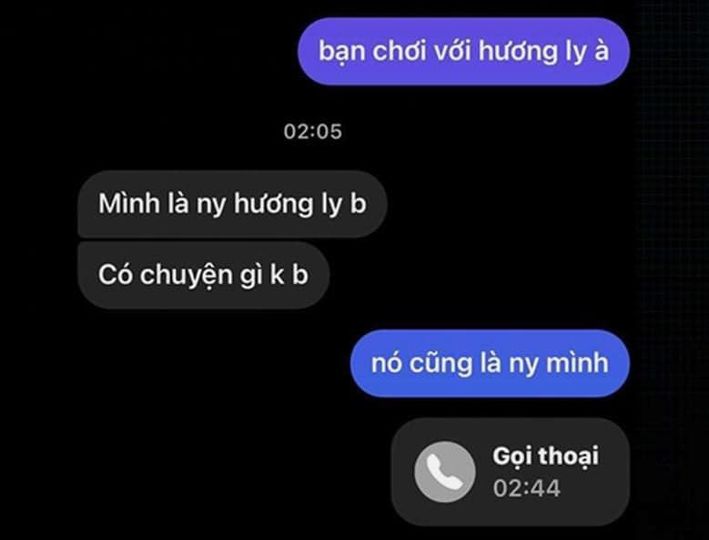 bạn chơi với hương ly à
02:05
Mình là ny hương ly b
Có chuyện gì k b
nó cũng là ny mình
Gọi thoại
02:44